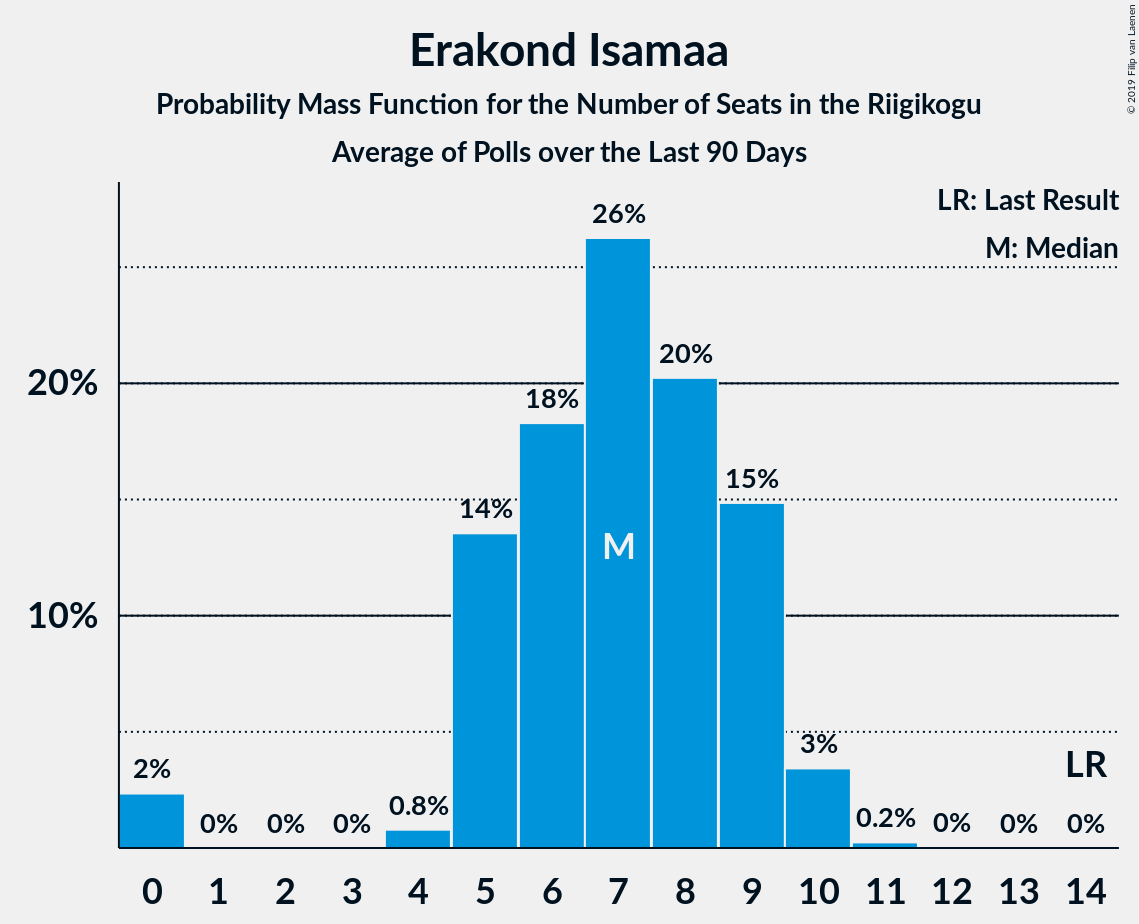 Erakond Isamaa
Probability Mass Function for the Number of Seats in the Riigikogu
Average of Polls over the Last 90 Days
© 2019 Filip van Laenen
LR: Last Result
M: Median
20%
10%
2%
0%
0%
0%
0.8%
14%
18%
26%
20%
15%
3%
0.2%
0%
0%
0%
M
LR
0 1 2 3 4 5 6 7 8 9 10 11 12 13 14